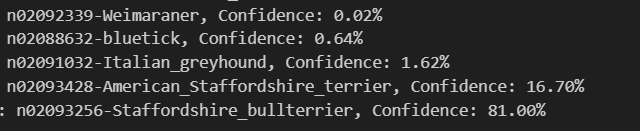 n02092339-Weimaraner, Confidence: 0.02%
n02088632-bluetick, Confidence: 0.64%
n02091032-Italian_greyhound, Confidence: 1.62%
n02093428-American_Staffordshire_terrier, Confidence: 16.70%
: n02093256-Staffordshire_bullterrier, Confidence: 81.00%